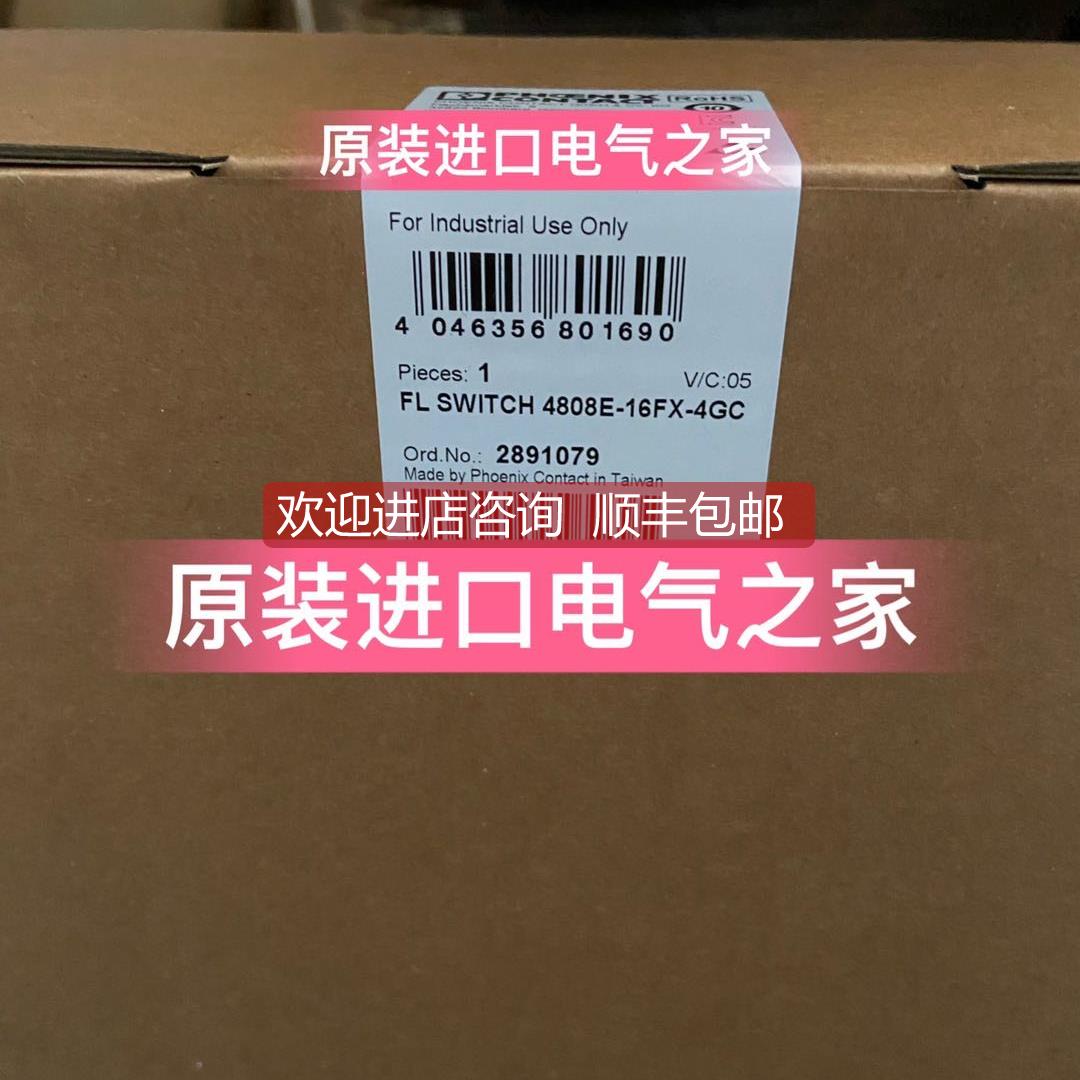 PHOENIX
CONTACT
RoHS
10
原装进口电气之家
For Industrial Use Only
4 046356 801690
Pieces: 1
V/C:05
FL SWITCH 4808E-16FX-4GC
Ord.No.: 2891079
Made by Phoenix Contact in Taiwan
欢迎进店咨询 顺丰包邮
原装进口电气之家